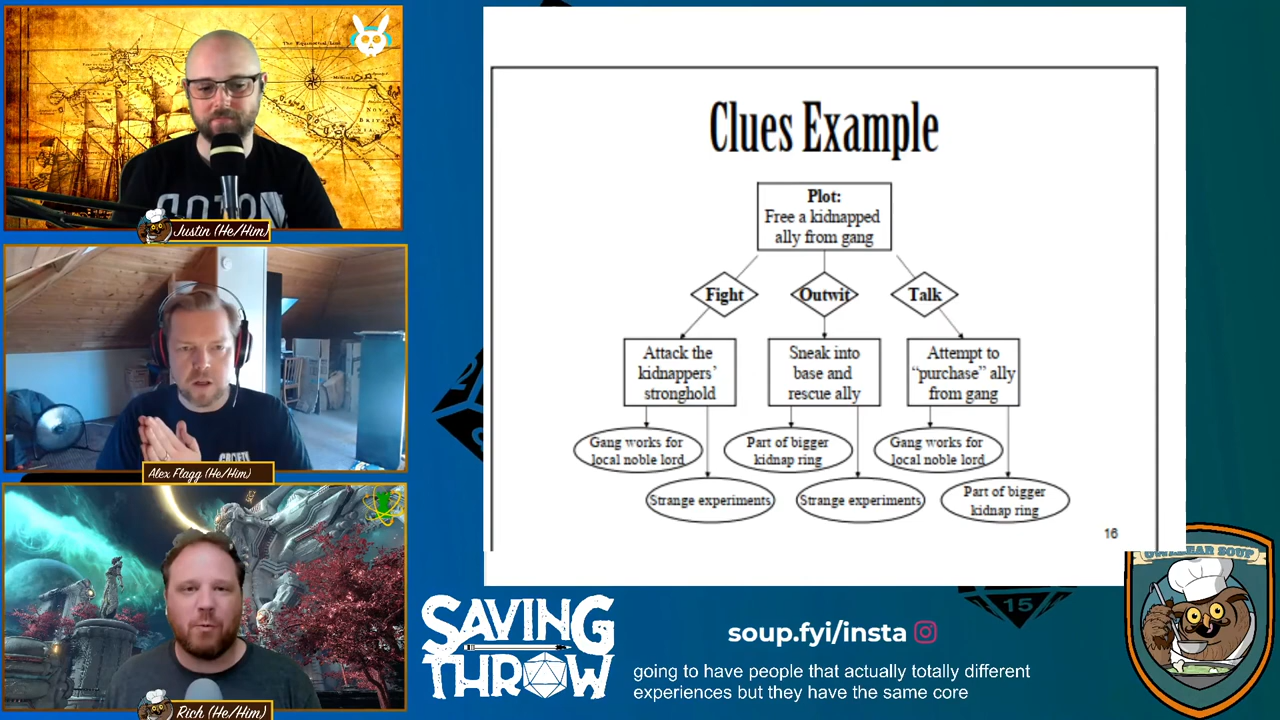 Justin (He/Him)
Alex Flagg (He/Him)
Rich (He/Him)
Clues Example
Plot:
Free a kidnapped
ally from gang
Fight
Outwit
Talk
Attack the
kidnappers'
stronghold
Sneak into
base and
rescue ally
Attempt to
“purchase” ally
from gang
Gang works for
local noble lord
Part of bigger
kidnap ring
Gang works for
local noble lord
Strange experiments
Strange experiments
Part of bigger
kidnap ring
16
SAVING
THROW
soup.fyi/insta
going to have people that actually totally different
experiences but they have the same core
15